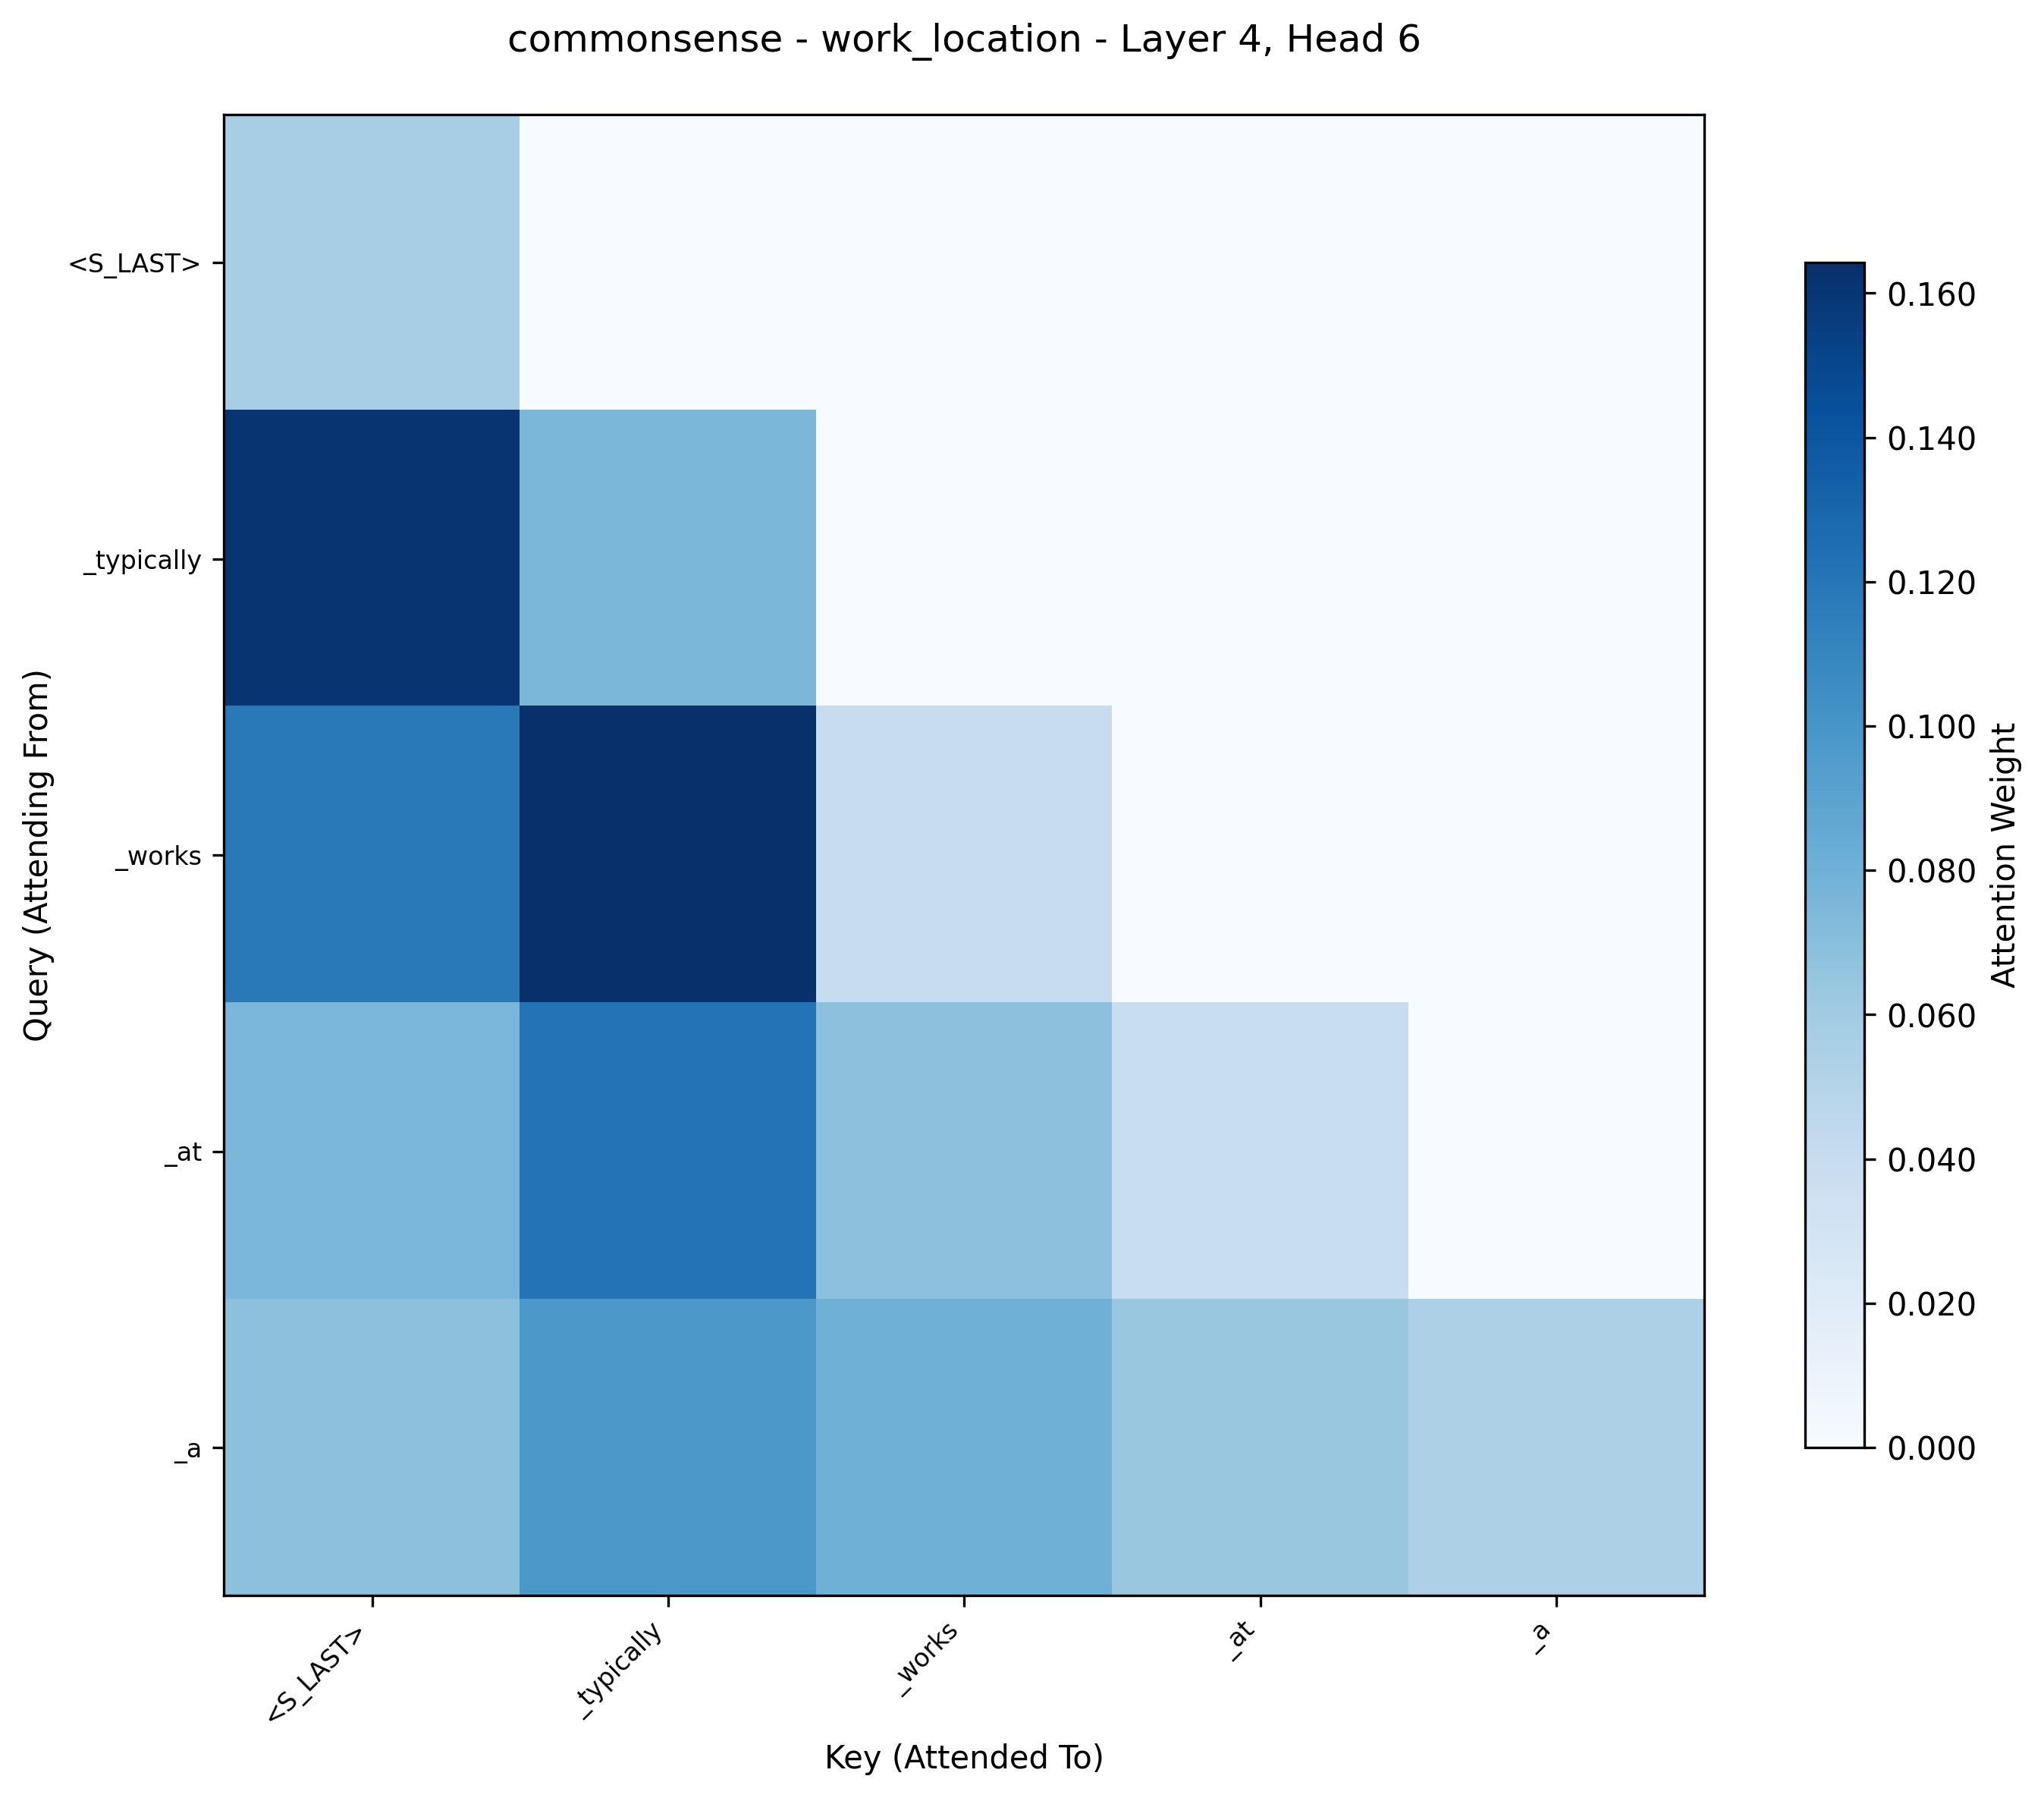 commonsense - work_location - Layer 4, Head 6
Query (Attending From)
<S_LAST>
_typically
_works
_at
_a
<S_LAST>
_typically
_works
_at
_a
Key (Attended To)
0.160
0.140
0.120
0.100
0.080
0.060
0.040
0.020
0.000
Attention Weight